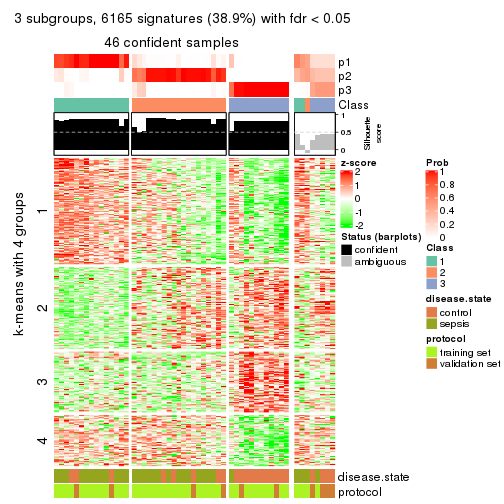 3 subgroups, 6165 signatures (38.9%) with fdr < 0.05
46 confident samples
p1
p2
p3
Class
1
0.5
0
Silhouette
score
k-means with 4 groups
1
2
3
4
disease.state
protocol
z-score
2
1
0
-1
-2
Status (barplots)
confident
ambiguous
Prob
1
0.8
0.6
0.4
0.2
0
Class
1
2
3
disease.state
control
sepsis
protocol
training set
validation set